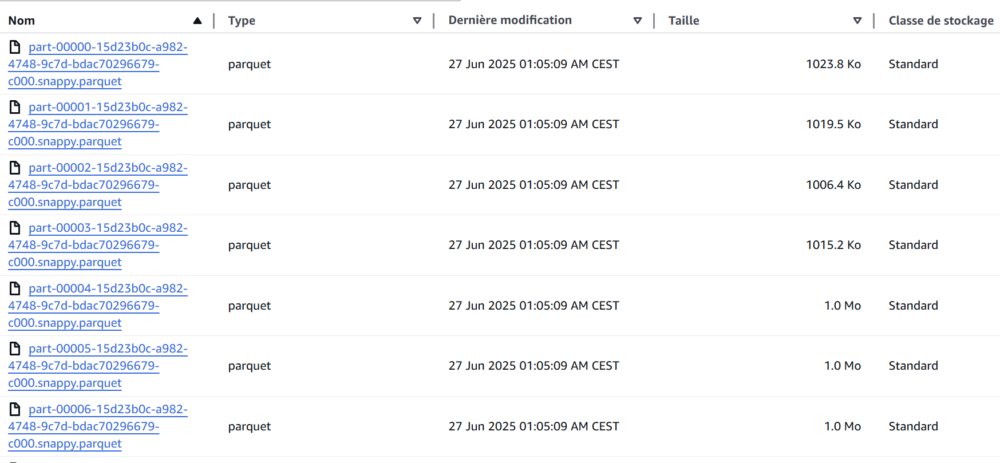 Nom Type Dernière modification Taille Classe de stockage
part-00000-15d23b0c-a982-
4748-9c7d-bdac70296679-
c000.snappy.parquet
parquet 27 Jun 2025 01:05:09 AM CEST 1023.8 Ko Standard
part-00001-15d23b0c-a982-
4748-9c7d-bdac70296679-
c000.snappy.parquet
parquet 27 Jun 2025 01:05:09 AM CEST 1019.5 Ko Standard
part-00002-15d23b0c-a982-
4748-9c7d-bdac70296679-
c000.snappy.parquet
parquet 27 Jun 2025 01:05:09 AM CEST 1006.4 Ko Standard
part-00003-15d23b0c-a982-
4748-9c7d-bdac70296679-
c000.snappy.parquet
parquet 27 Jun 2025 01:05:09 AM CEST 1015.2 Ko Standard
part-00004-15d23b0c-a982-
4748-9c7d-bdac70296679-
c000.snappy.parquet
parquet 27 Jun 2025 01:05:09 AM CEST 1.0 Mo Standard
part-00005-15d23b0c-a982-
4748-9c7d-bdac70296679-
c000.snappy.parquet
parquet 27 Jun 2025 01:05:09 AM CEST 1.0 Mo Standard
part-00006-15d23b0c-a982-
4748-9c7d-bdac70296679-
c000.snappy.parquet
parquet 27 Jun 2025 01:05:09 AM CEST 1.0 Mo Standard